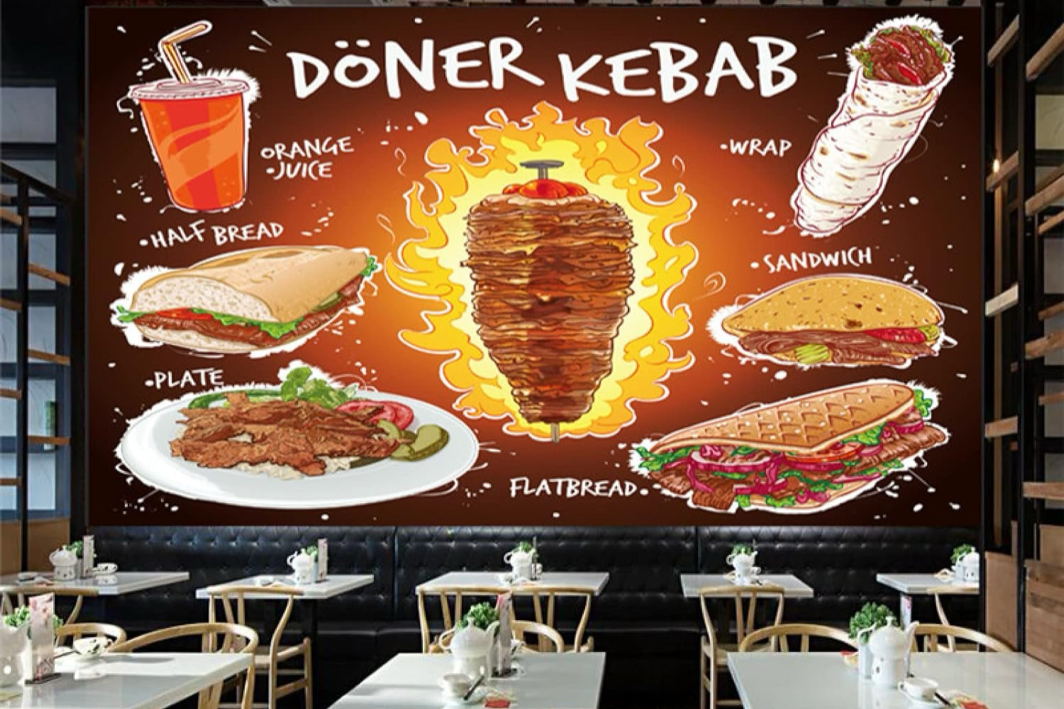 DÖNER KEBAB
ORANGE
•JUICE
•WRAP
•HALF BREAD
•SANDWICH
•PLATE
FLATBREAD•